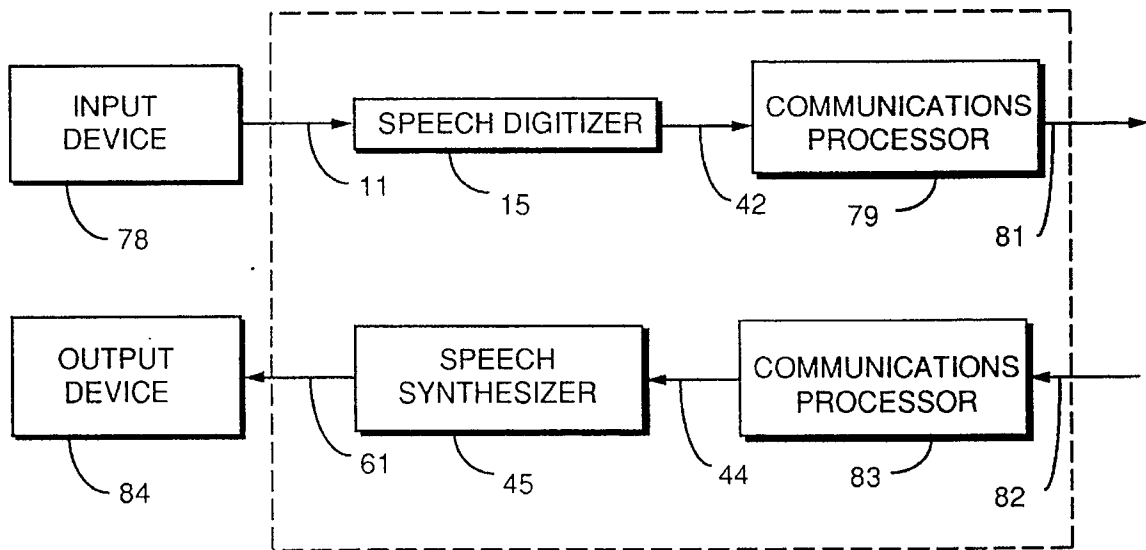 INPUT
DEVICE
SPEECH DIGITIZER
COMMUNICATIONS
PROCESSOR
78
11
15
42
79
81
OUTPUT
DEVICE
SPEECH
SYNTHESIZER
COMMUNICATIONS
PROCESSOR
84
61
45
44
83
82